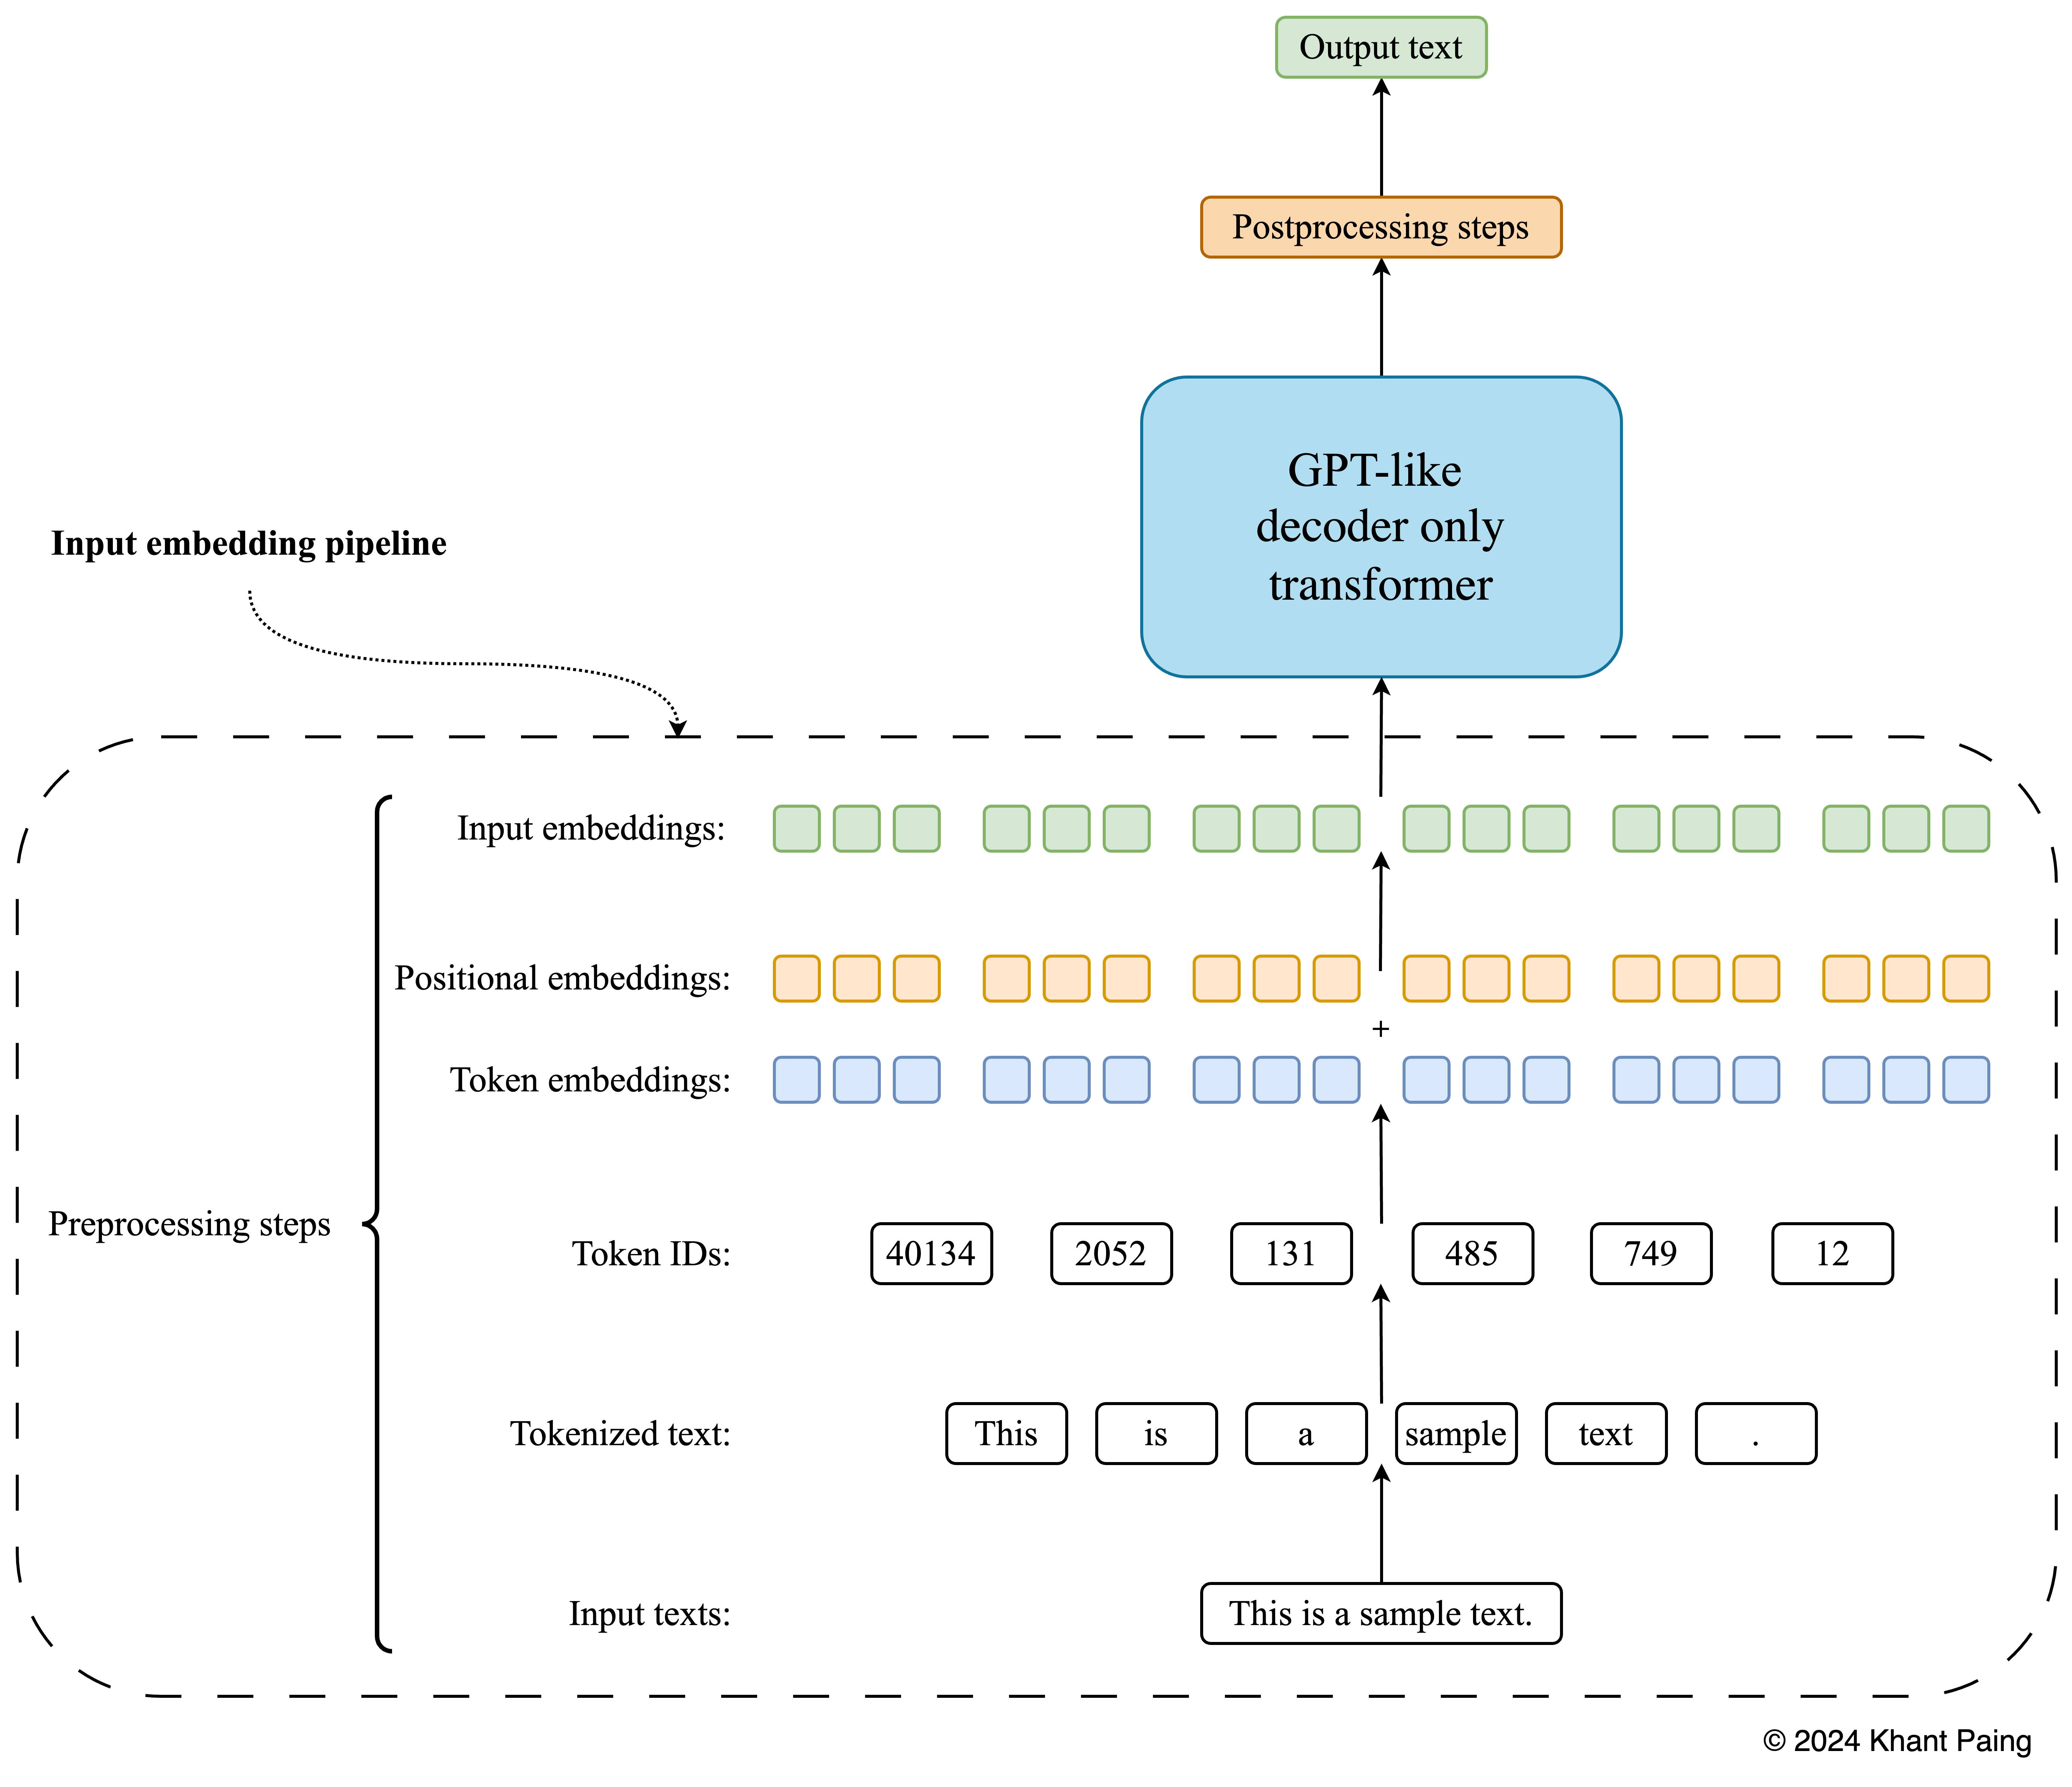 Output text
Postprocessing steps
GPT-like
decoder only
transformer
Input embedding pipeline
Input embeddings:
Positional embeddings:
+
Token embeddings:
Preprocessing steps
Token IDs: 40134 2052 131 485 749 12
Tokenized text: This is a sample text .
Input texts: This is a sample text.
© 2024 Khant Paing